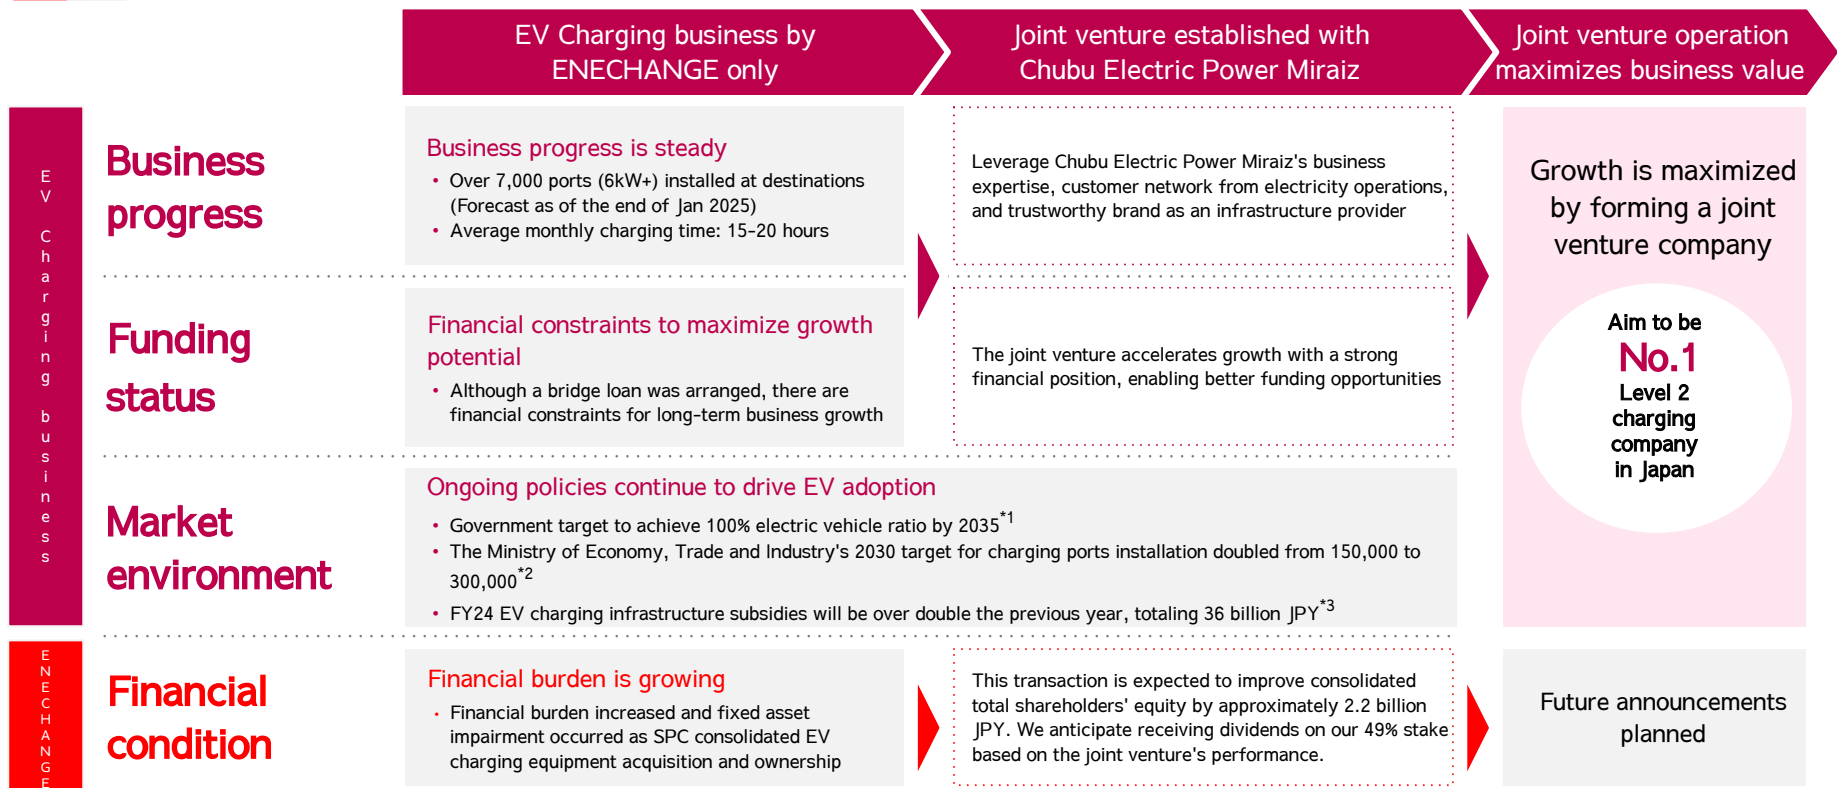 EV Charging business by
ENECHANGE only
Joint venture established with
Chubu Electric Power Miraiz
Joint venture operation
maximizes business value
EV Charging business
Business
progress
Business progress is steady
• Over 7,000 ports (6kW+) installed at destinations
(Forecast as of the end of Jan 2025)
• Average monthly charging time: 15-20 hours
Leverage Chubu Electric Power Miraiz's business
expertise, customer network from electricity operations,
and trustworthy brand as an infrastructure provider
Growth is maximized
by forming a joint
venture company
Aim to be
No.1
Level 2
charging
company
in Japan
Funding
status
Financial constraints to maximize growth
potential
• Although a bridge loan was arranged, there are
financial constraints for long-term business growth
The joint venture accelerates growth with a strong
financial position, enabling better funding opportunities
Market
environment
Ongoing policies continue to drive EV adoption
• Government target to achieve 100% electric vehicle ratio by 2035*1
• The Ministry of Economy, Trade and Industry's 2030 target for charging ports installation doubled from 150,000 to
300,000*2
• FY24 EV charging infrastructure subsidies will be over double the previous year, totaling 36 billion JPY*3
ENECHANGE
Financial
condition
Financial burden is growing
• Financial burden increased and fixed asset
impairment occurred as SPC consolidated EV
charging equipment acquisition and ownership
This transaction is expected to improve consolidated
total shareholders' equity by approximately 2.2 billion
JPY. We anticipate receiving dividends on our 49% stake
based on the joint venture's performance.
Future announcements
planned